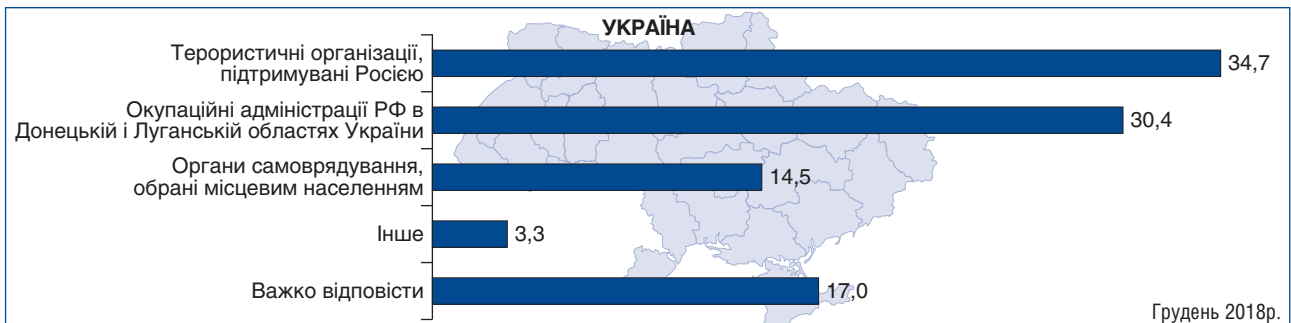 УКРАЇНА
Терористичні організації,
підтримувані Росією
34,7
Окупаційні адміністрації РФ в
Донецькій і Луганській областях України
30,4
Органи самоврядування,
обрані місцевим населенням
14,5
Інше
3,3
Важко відповісти
17,0
Грудень 2018р.